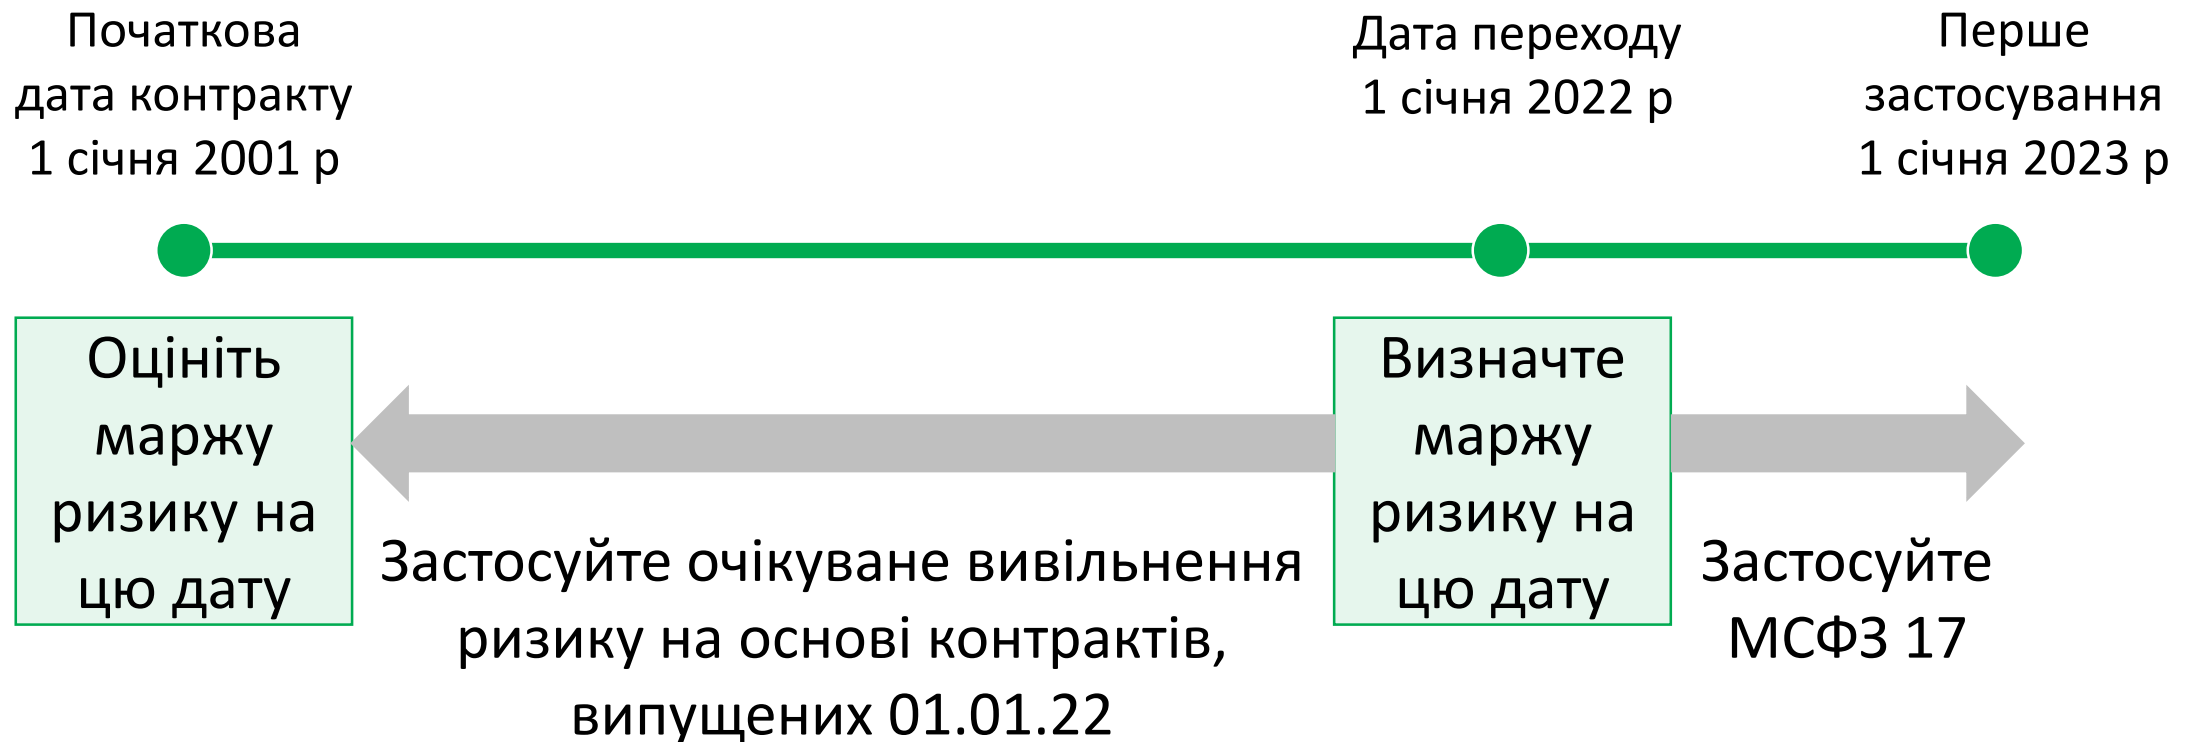 Початкова
дата контракту
1 січня 2001 р
Дата переходу
1 січня 2022 р
Перше
застосування
1 січня 2023 р
Оцініть
маржу
ризику на
цю дату
Застосуйте очікуване вивільнення
ризику на основі контрактів,
випущених 01.01.22
Визначте
маржу
ризику на
цю дату
Застосуйте
МСФЗ 17